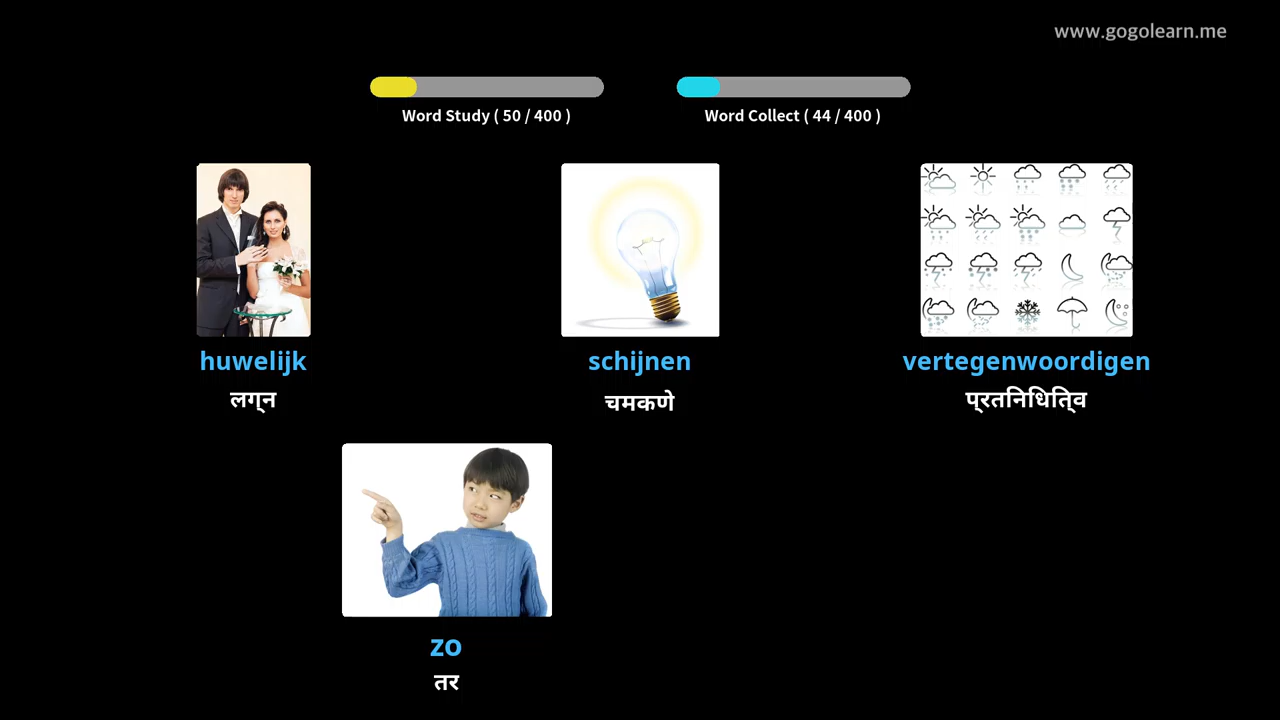 www.gogolearn.me
Word Study ( 50 / 400 )
Word Collect ( 44 / 400 )
huwelijk
schijnen
vertegenwoordigen
लग्न
चमकणे
प्रतिनिधित्वि
zo
तर